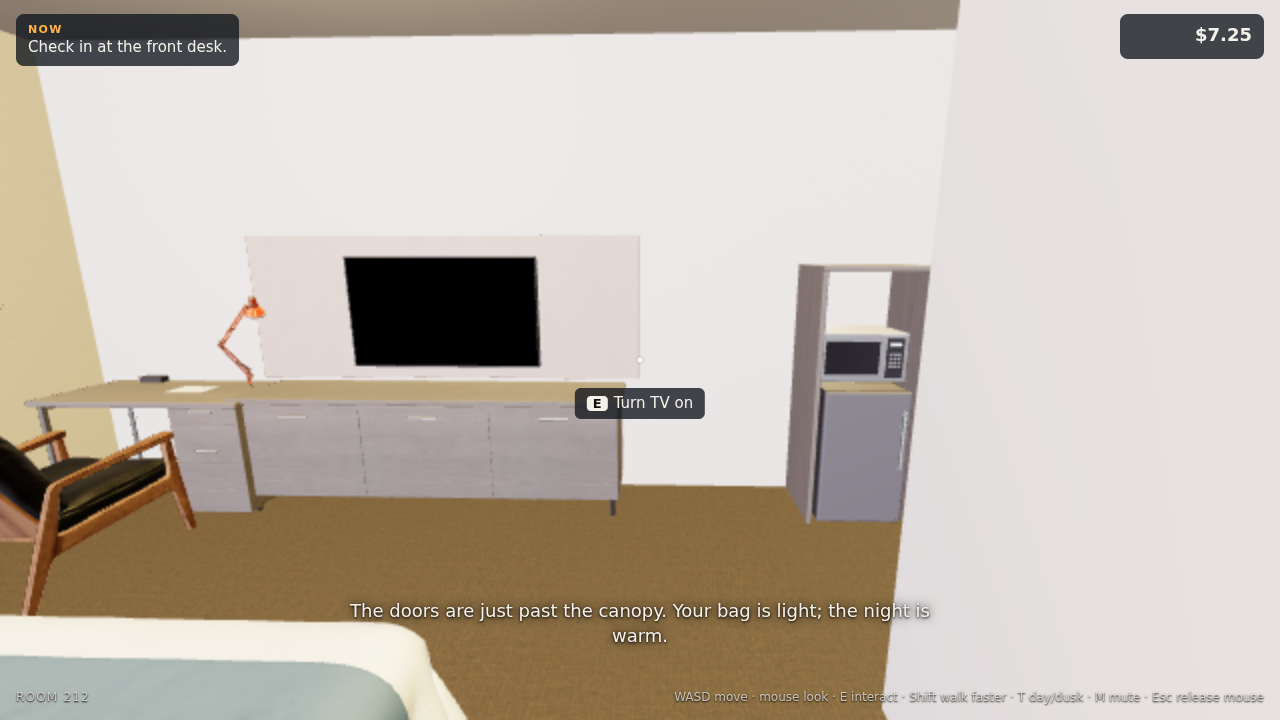 NOW
Check in at the front desk.
$7.25
E Turn TV on
The doors are just past the canopy. Your bag is light; the night is
warm.
ROOM 212
WASD move · mouse look · E interact · Shift walk faster · T day/dusk · M mute · Esc release mouse